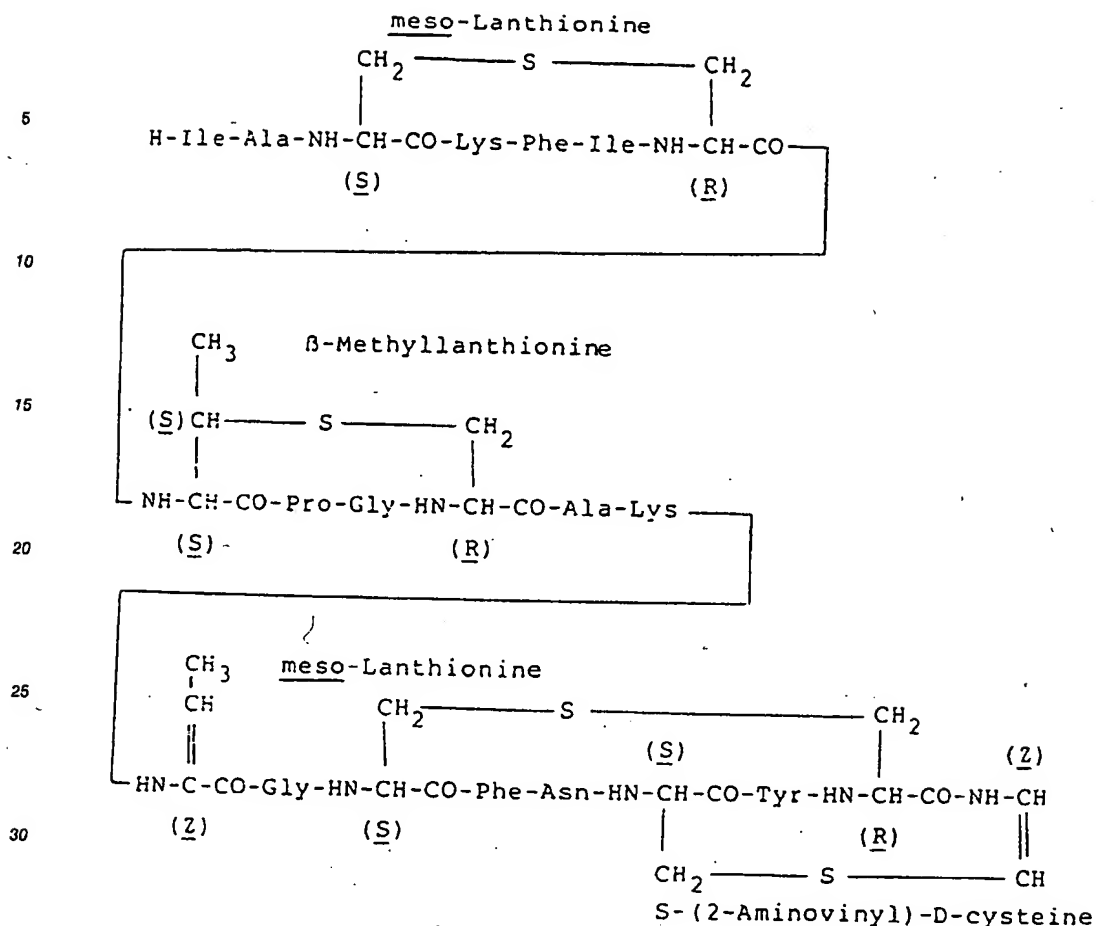 meso-Lanthionine
CH2 S CH2
5
H-Ile-Ala-NH-CH-CO-Lys-Phe-Ile-NH-CH-CO
(S) (R)
10
CH3 ß-Methyllanthionine
15
(S)CH S CH2
NH-CH-CO-Pro-Gly-HN-CH-CO-Ala-Lys
(S) (R)
20
CH3 meso-Lanthionine
25
CH CH2 S CH2
(S) (Z)
HN-C-CO-Gly-HN-CH-CO-Phe-Asn-HN-CH-CO-Tyr-HN-CH-CO-NH-CH
30
(Z) (S) (R)
CH2 S CH
S-(2-Aminovinyl)-D-cysteine